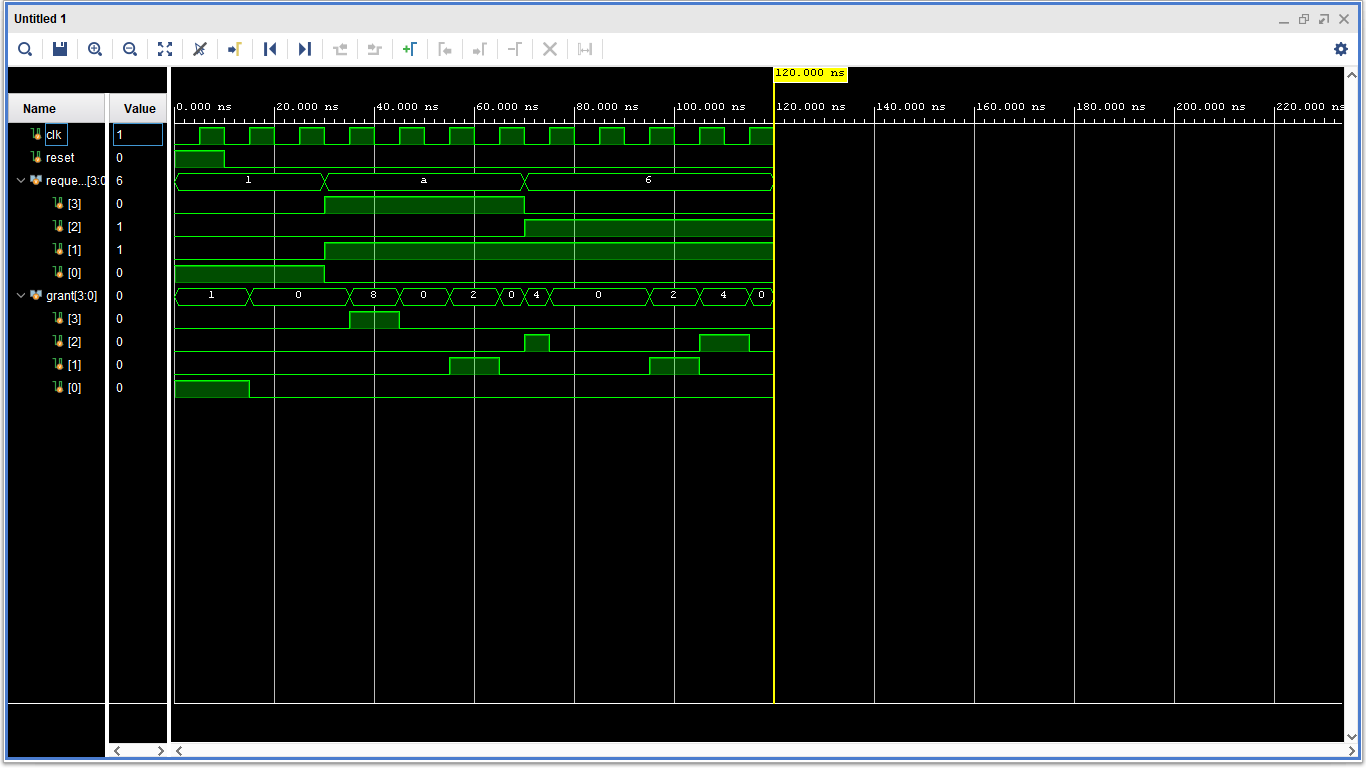 Untitled 1
120.000 ns
Name Value
0.000 ns 20.000 ns 40.000 ns 60.000 ns 80.000 ns 100.000 ns 120.000 ns 140.000 ns 160.000 ns 180.000 ns 200.000 ns 220.000 ns
clk 1
reset 0
reque...[3:0 6 1 a 6
[3] 0
[2] 1
[1] 1
[0] 0
grant[3:0] 0 1 0 8 0 2 0 4 0 2 4 0
[3] 0
[2] 0
[1] 0
[0] 0